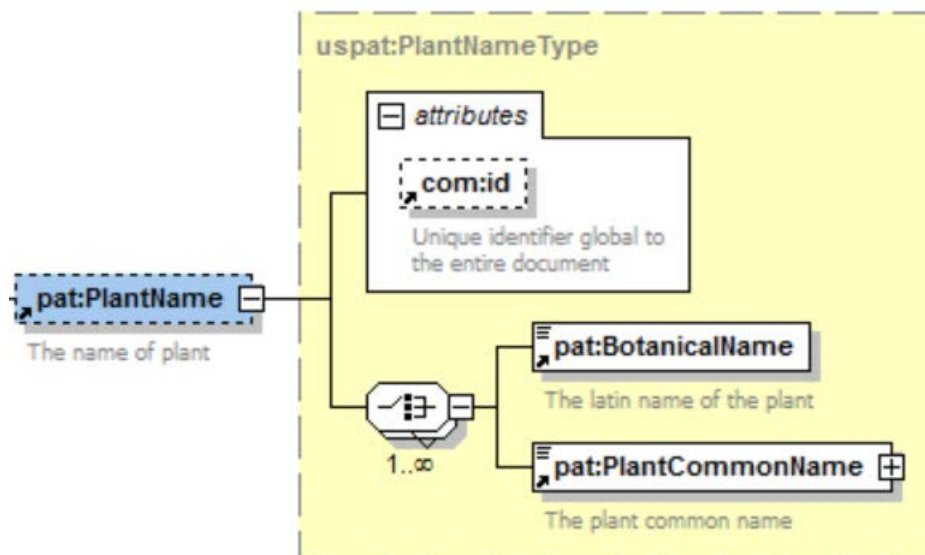 uspat:PlantNameType
attributes
com:id
Unique identifier global to
the entire document
pat:PlantName
The name of plant
pat:BotanicalName
The latin name of the plant
1..∞
pat:PlantCommonName
The plant common name